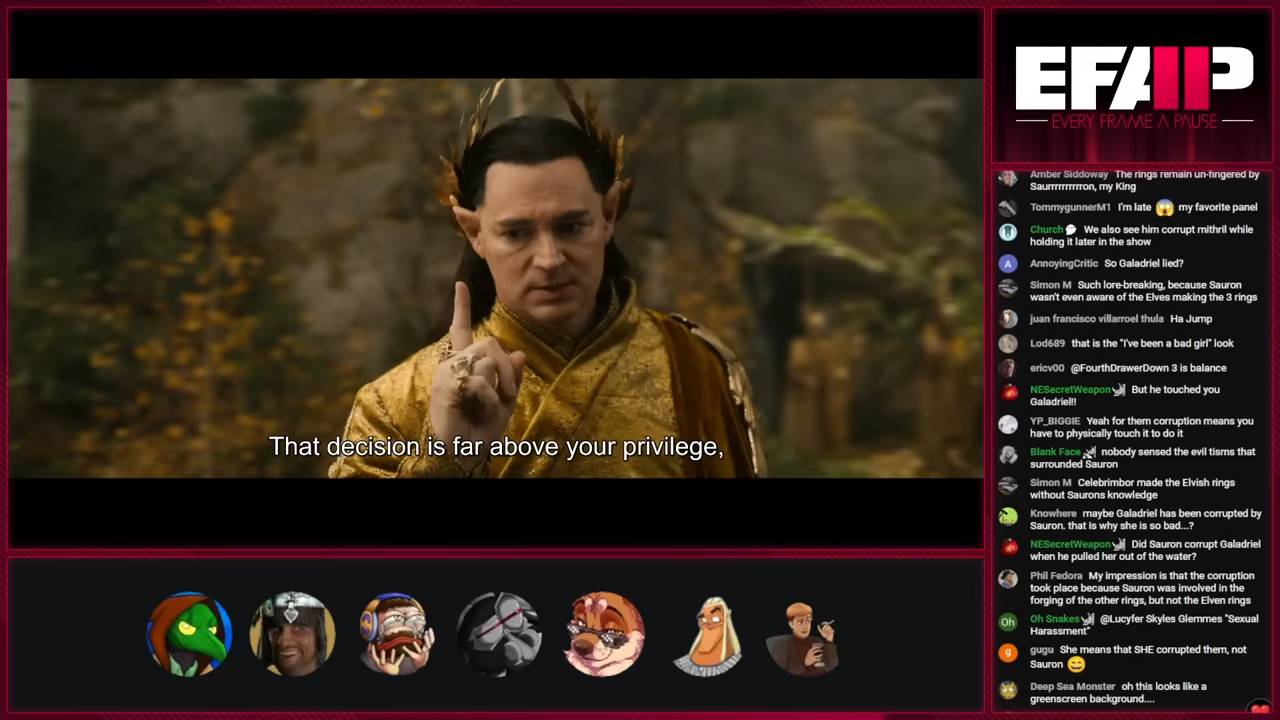 EFAP
EVERY FRAME A PAUSE
That decision is far above your privilege,
Amber Siddoway The rings remain un-fingered by
Saurrrrrrrrron, my King
TommygunnerM1 I'm late 😱 my favorite panel
Church We also see him corrupt mithril while
holding it later in the show
A AnnoyingCritic So Galadriel lied?
Simon M Such lore-breaking, because Sauron
wasn't even aware of the Elves making the 3 rings
juan francisco villarroel thula Ha Jump
Lod689 that is the "I've been a bad girl" look
ericv00 @FourthDrawerDown 3 is balance
NESecretWeapon But he touched you
Galadriel!!
YP_BIGGIE Yeah for them corruption means you
have to physically touch it to do it
Blank Face nobody sensed the evil tisms that
surrounded Sauron
Simon M Celebrimbor made the Elvish rings
without Saurons knowledge
Knowhere maybe Galadriel has been corrupted by
Sauron. that is why she is so bad...?
NESecretWeapon Did Sauron corrupt Galadriel
when he pulled her out of the water?
Phil Fedora My impression is that the corruption
took place because Sauron was involved in the
forging of the other rings, but not the Elven rings
Oh Oh Snakes @Lucyfer Skyles Glemmes "Sexual
Harassment"
g gugu She means that SHE corrupted them, not
Sauron 😄
Deep Sea Monster oh this looks like a
greenscreen background....